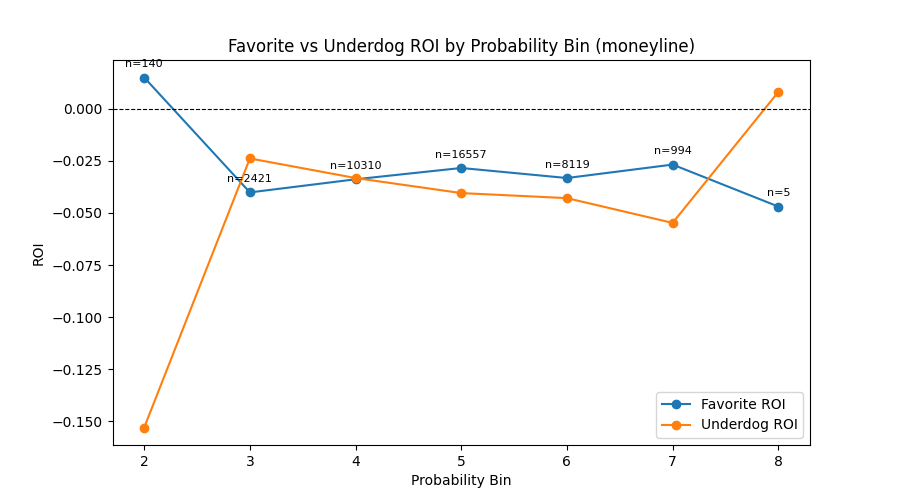 Favorite vs Underdog ROI by Probability Bin (moneyline)
n=140
n=2421
n=10310
n=16557
n=8119
n=994
n=5
0.000
−0.025
−0.050
−0.075
−0.100
−0.125
−0.150
ROI
2 3 4 5 6 7 8
Probability Bin
Favorite ROI
Underdog ROI